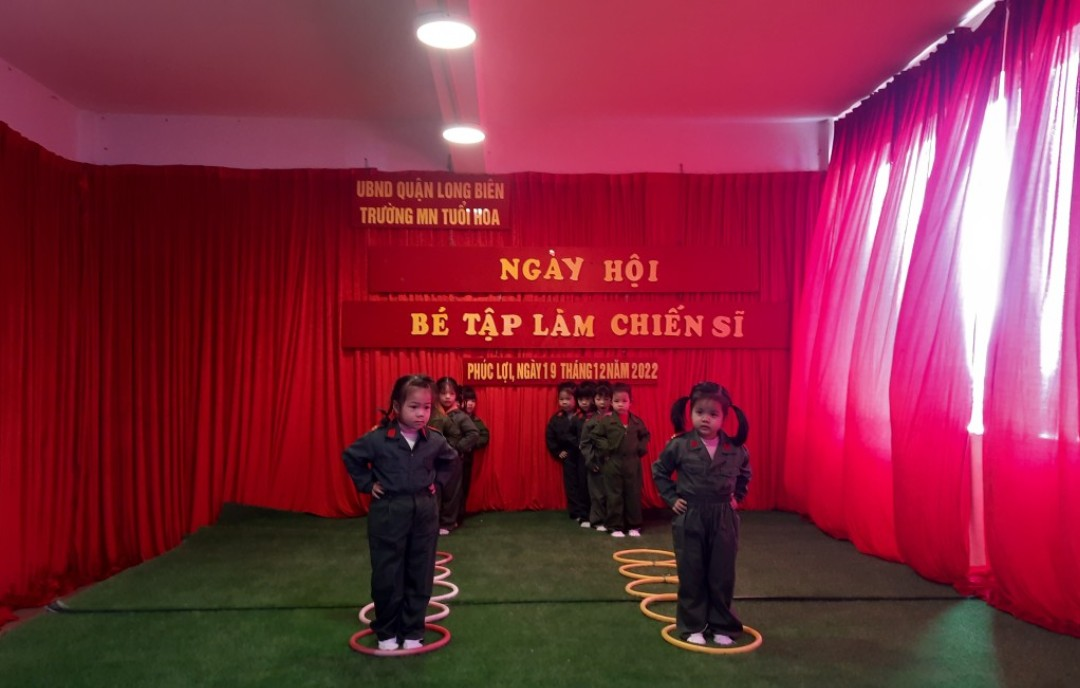 UBND QUẬN LONG BIÊN
TRƯỜNG MN TUỔI HOA
NGÀY HỘI
BÉ TẬP LÀM CHIẾN SĨ
PHÚC LỢI, NGÀY 19 THÁNG 12 NĂM 2022